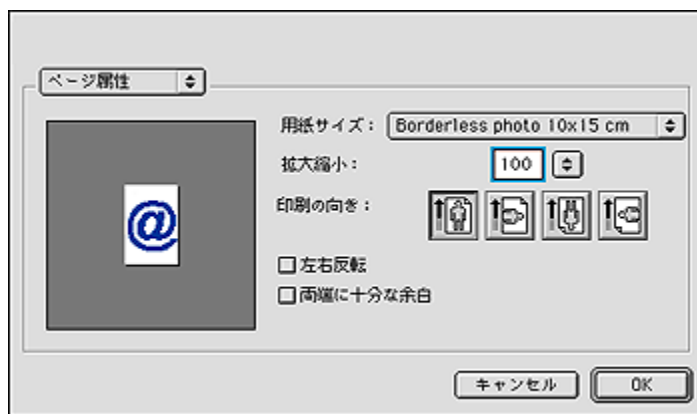 ページ属性
用紙サイズ： Borderless photo 10x15 cm
拡大縮小： 100
印刷の向き：
@
左右反転
両端に十分な余白
キャンセル OK